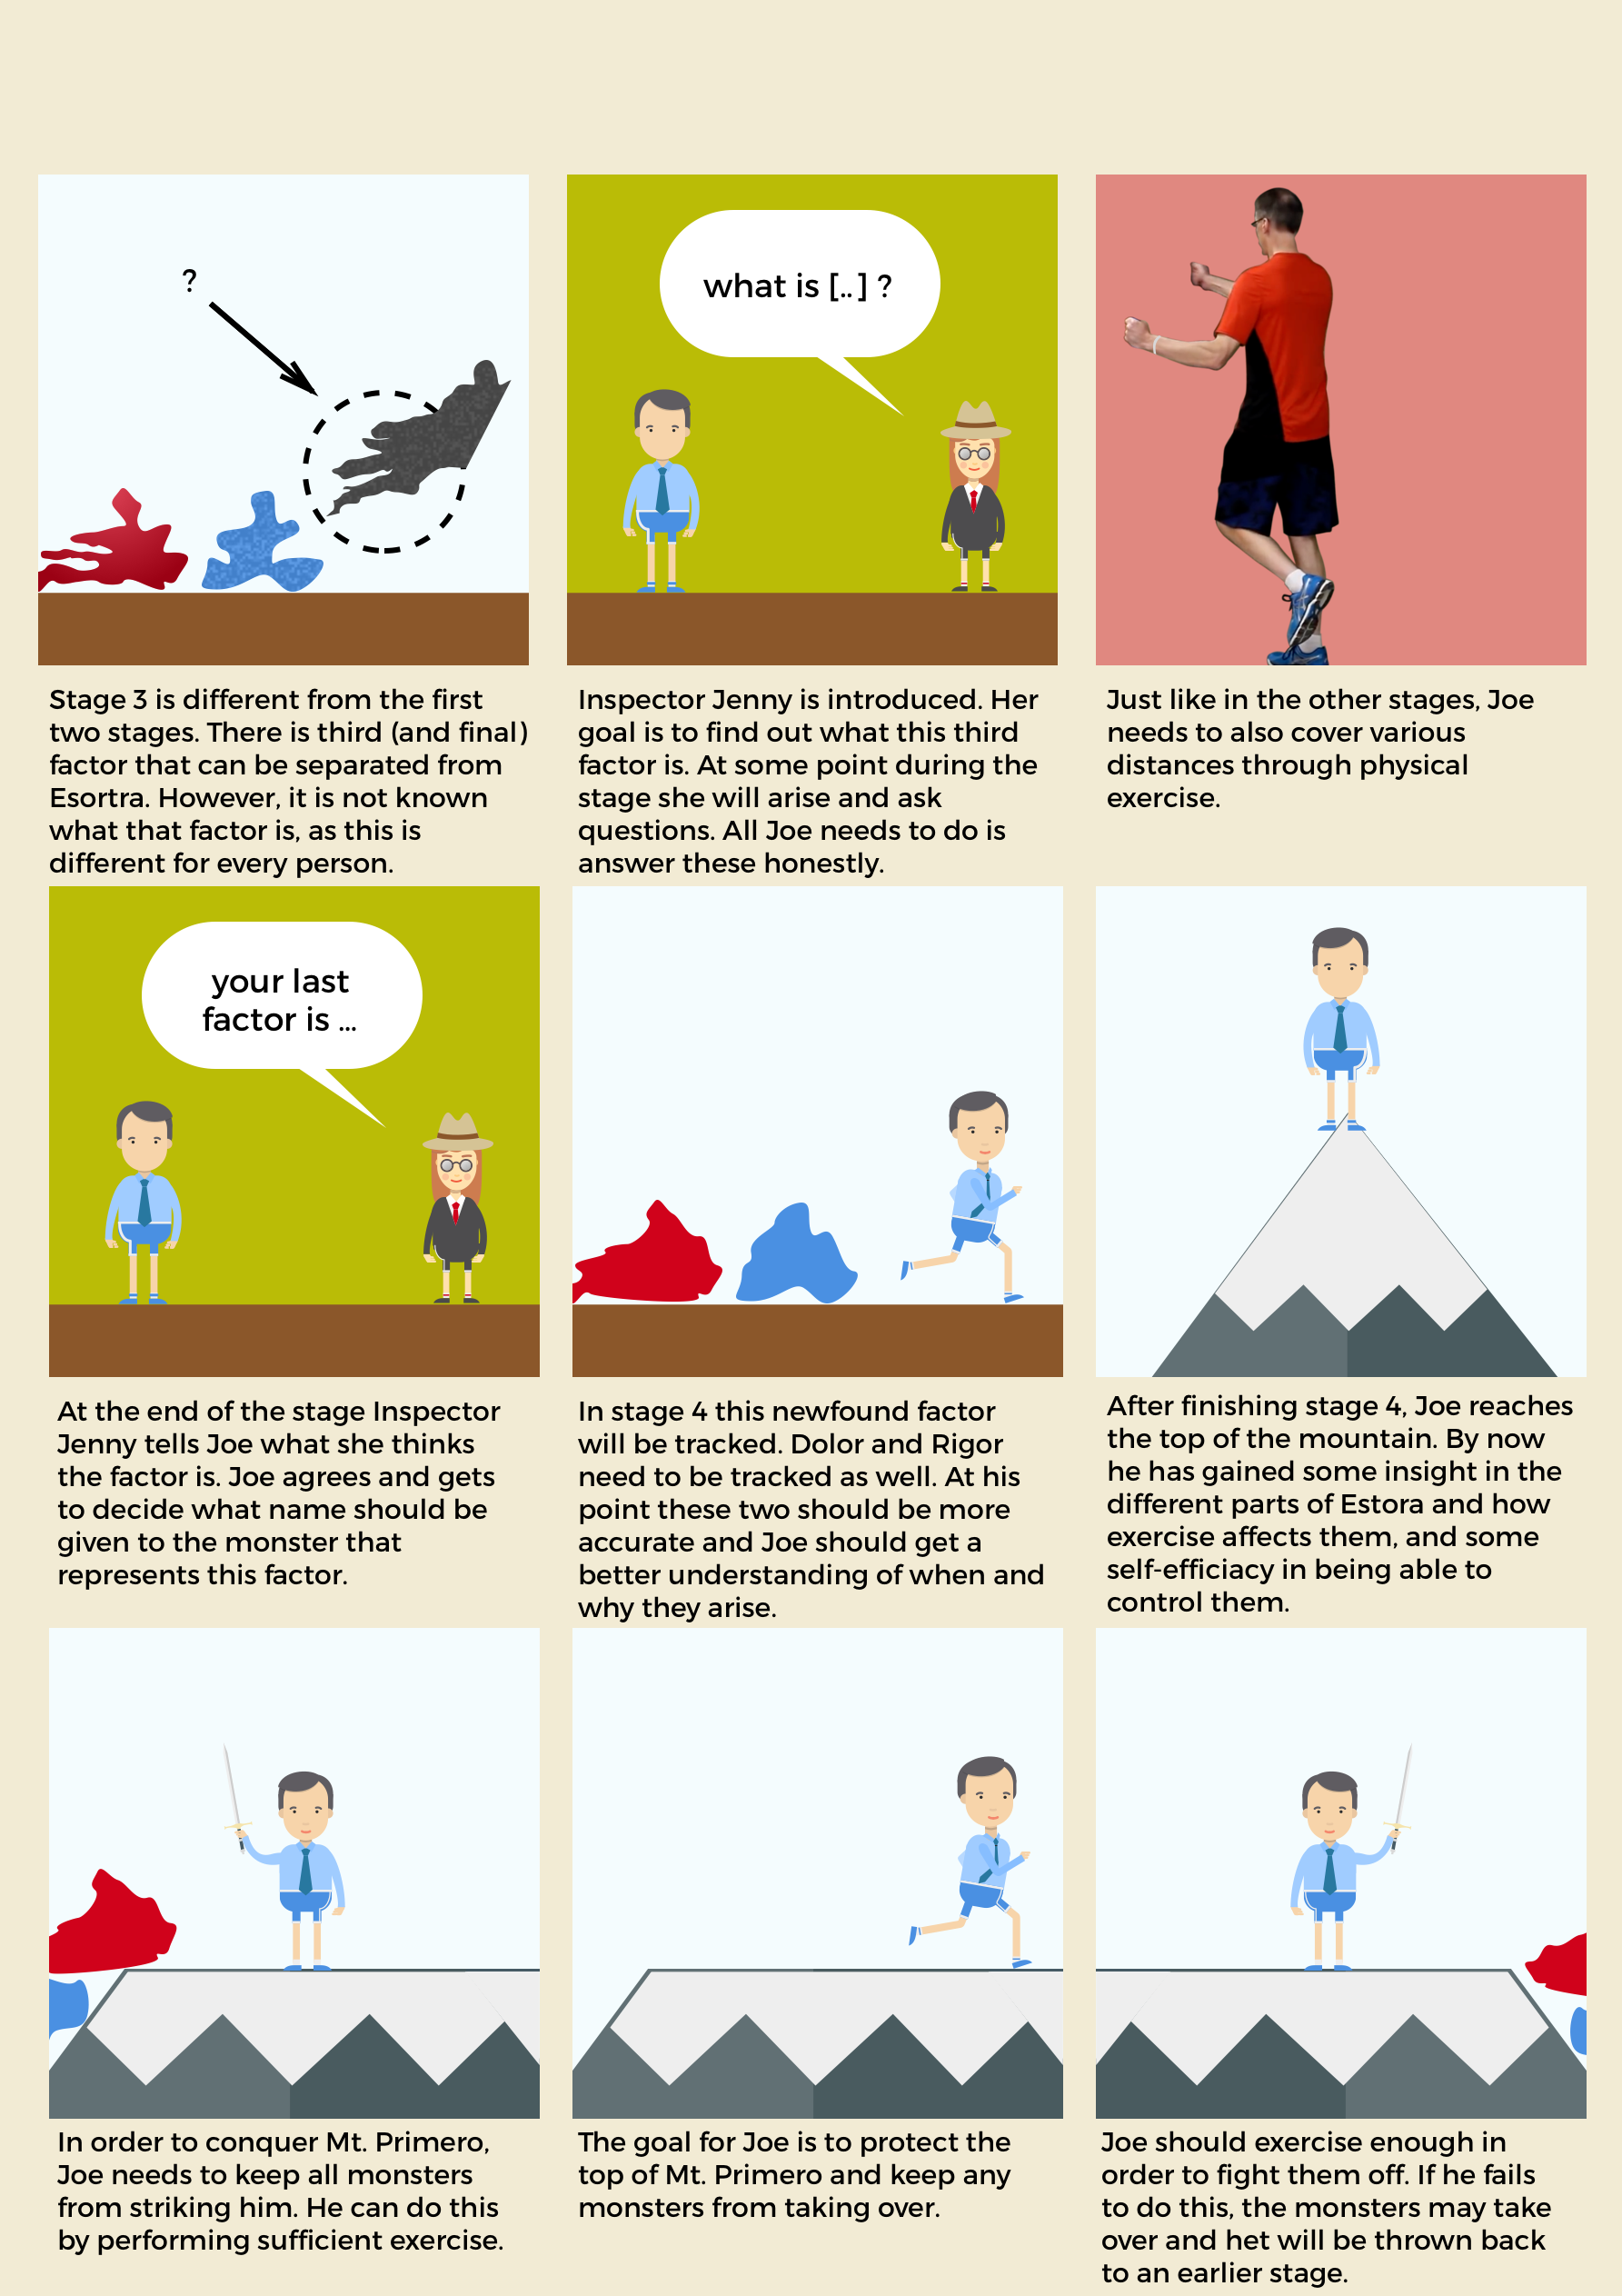 ?
what is [..] ?
Stage 3 is different from the first
two stages. There is third (and final)
factor that can be separated from
Esortra. However, it is not known
what that factor is, as this is
different for every person.
Inspector Jenny is introduced. Her
goal is to find out what this third
factor is. At some point during the
stage she will arise and ask
questions. All Joe needs to do is
answer these honestly.
Just like in the other stages, Joe
needs to also cover various
distances through physical
exercise.
your last
factor is ...
At the end of the stage Inspector
Jenny tells Joe what she thinks
the factor is. Joe agrees and gets
to decide what name should be
given to the monster that
represents this factor.
In stage 4 this newfound factor
will be tracked. Dolor and Rigor
need to be tracked as well. At his
point these two should be more
accurate and Joe should get a
better understanding of when and
why they arise.
After finishing stage 4, Joe reaches
the top of the mountain. By now
he has gained some insight in the
different parts of Estora and how
exercise affects them, and some
self-efficiacy in being able to
control them.
In order to conquer Mt. Primero,
Joe needs to keep all monsters
from striking him. He can do this
by performing sufficient exercise.
The goal for Joe is to protect the
top of Mt. Primero and keep any
monsters from taking over.
Joe should exercise enough in
order to fight them off. If he fails
to do this, the monsters may take
over and het will be thrown back
to an earlier stage.